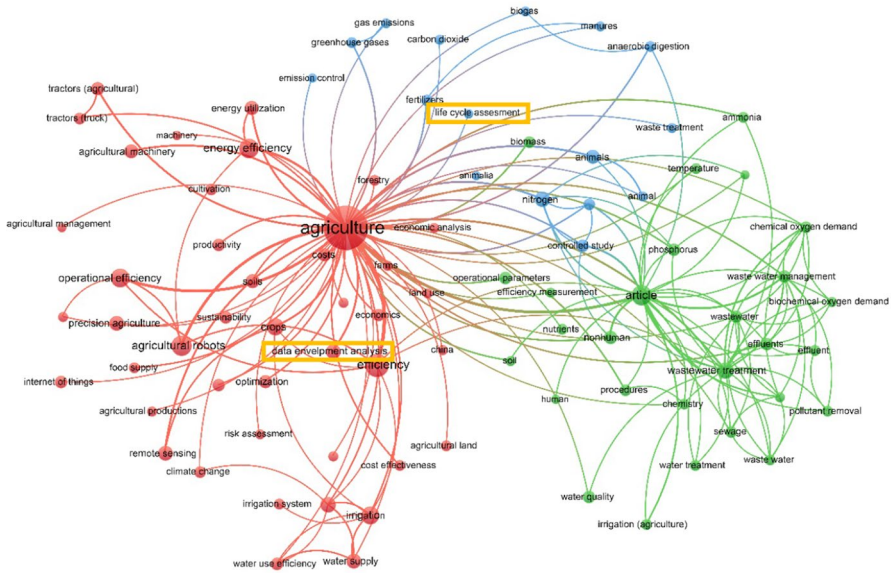 biogas
gas emissions
manures
greenhouse gases
carbon dioxide
anaerobic digestion
emission control
tractors (agricultural)
fertilizers
energy utilization
life cycle assesment
tractors (truck)
ammonia
waste treatment
machinery
biomass
energy efficiency
agricultural machinery
animals
temperature
forestry
animalia
cultivation
animal
nitrogen
agricultural management
agriculture
economic analysis
chemical oxygen demand
productivity
controlled study
phosphorus
costs
farms
operational efficiency
soils
operational parameters
waste water management
land use
efficiency measurement
article
biochemical oxygen demand
economics
sustainability
wastewater
precision agriculture
crops
nutrients
nonhuman
agricultural robots
effluents
data envelpment analysis
china
effluent
soil
efficiency
food supply
wastewater treatment
internet of things
optimization
procedures
human
chemistry
agricultural productions
pollutant removal
risk assessment
sewage
agricultural land
remote sensing
waste water
climate change
cost effectiveness
water treatment
water quality
irrigation system
irrigation
irrigation (agriculture)
water use efficiency
water supply